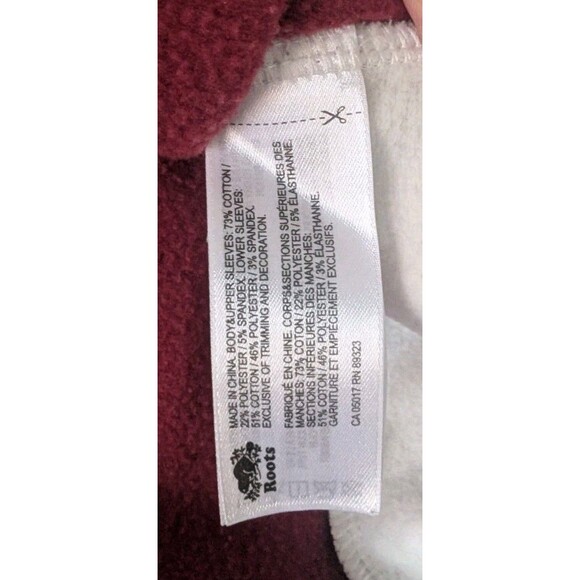 Roots
MADE IN CHINA. BODY&UPPER SLEEVES: 73% COTTON /
22% POLYESTER / 5% SPANDEX. LOWER SLEEVES:
51% COTTON / 46% POLYESTER / 3% SPANDEX.
EXCLUSIVE OF TRIMMING AND DECORATION.
FABRIQUÉ EN CHINE. CORPS&SECTIONS SUPÉRIEURES DES
MANCHES: 73% COTON / 22% POLYESTER / 5% ÉLASTHANNE.
SECTIONS INFÉRIEURES DES MANCHES:
51% COTON / 46% POLYESTER / 3% ÉLASTHANNE.
GARNITURE ET EMPIÈCEMENT EXCLUSIFS.
CA 05017 RN 89323